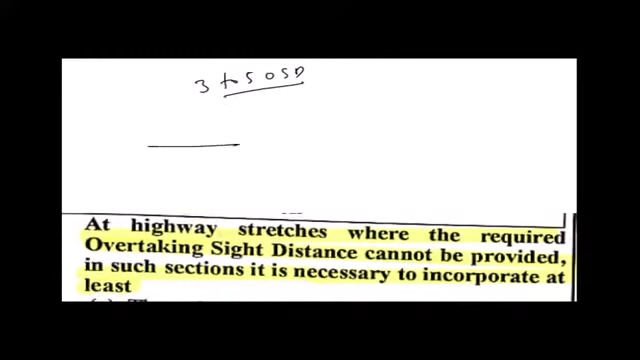 3 to 5 OSD
At highway stretches where the required
Overtaking Sight Distance cannot be provided,
in such sections it is necessary to incorporate at
least